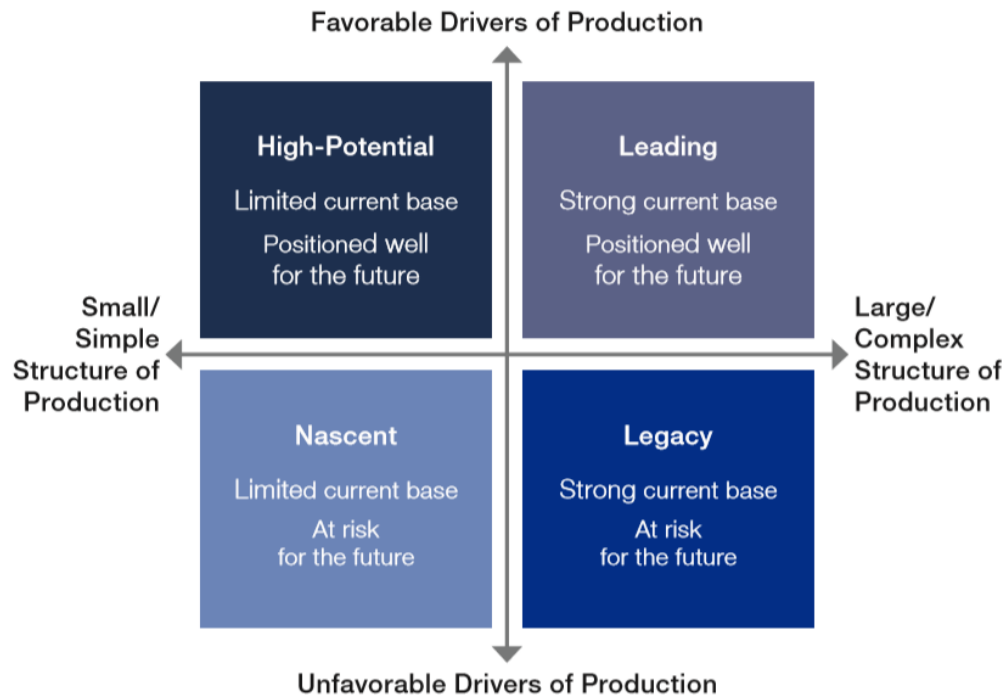 Favorable Drivers of Production
High-Potential
Limited current base
Positioned well
for the future
Leading
Strong current base
Positioned well
for the future
Small/
Simple
Structure of
Production
Large/
Complex
Structure of
Production
Nascent
Limited current base
At risk
for the future
Legacy
Strong current base
At risk
for the future
Unfavorable Drivers of Production